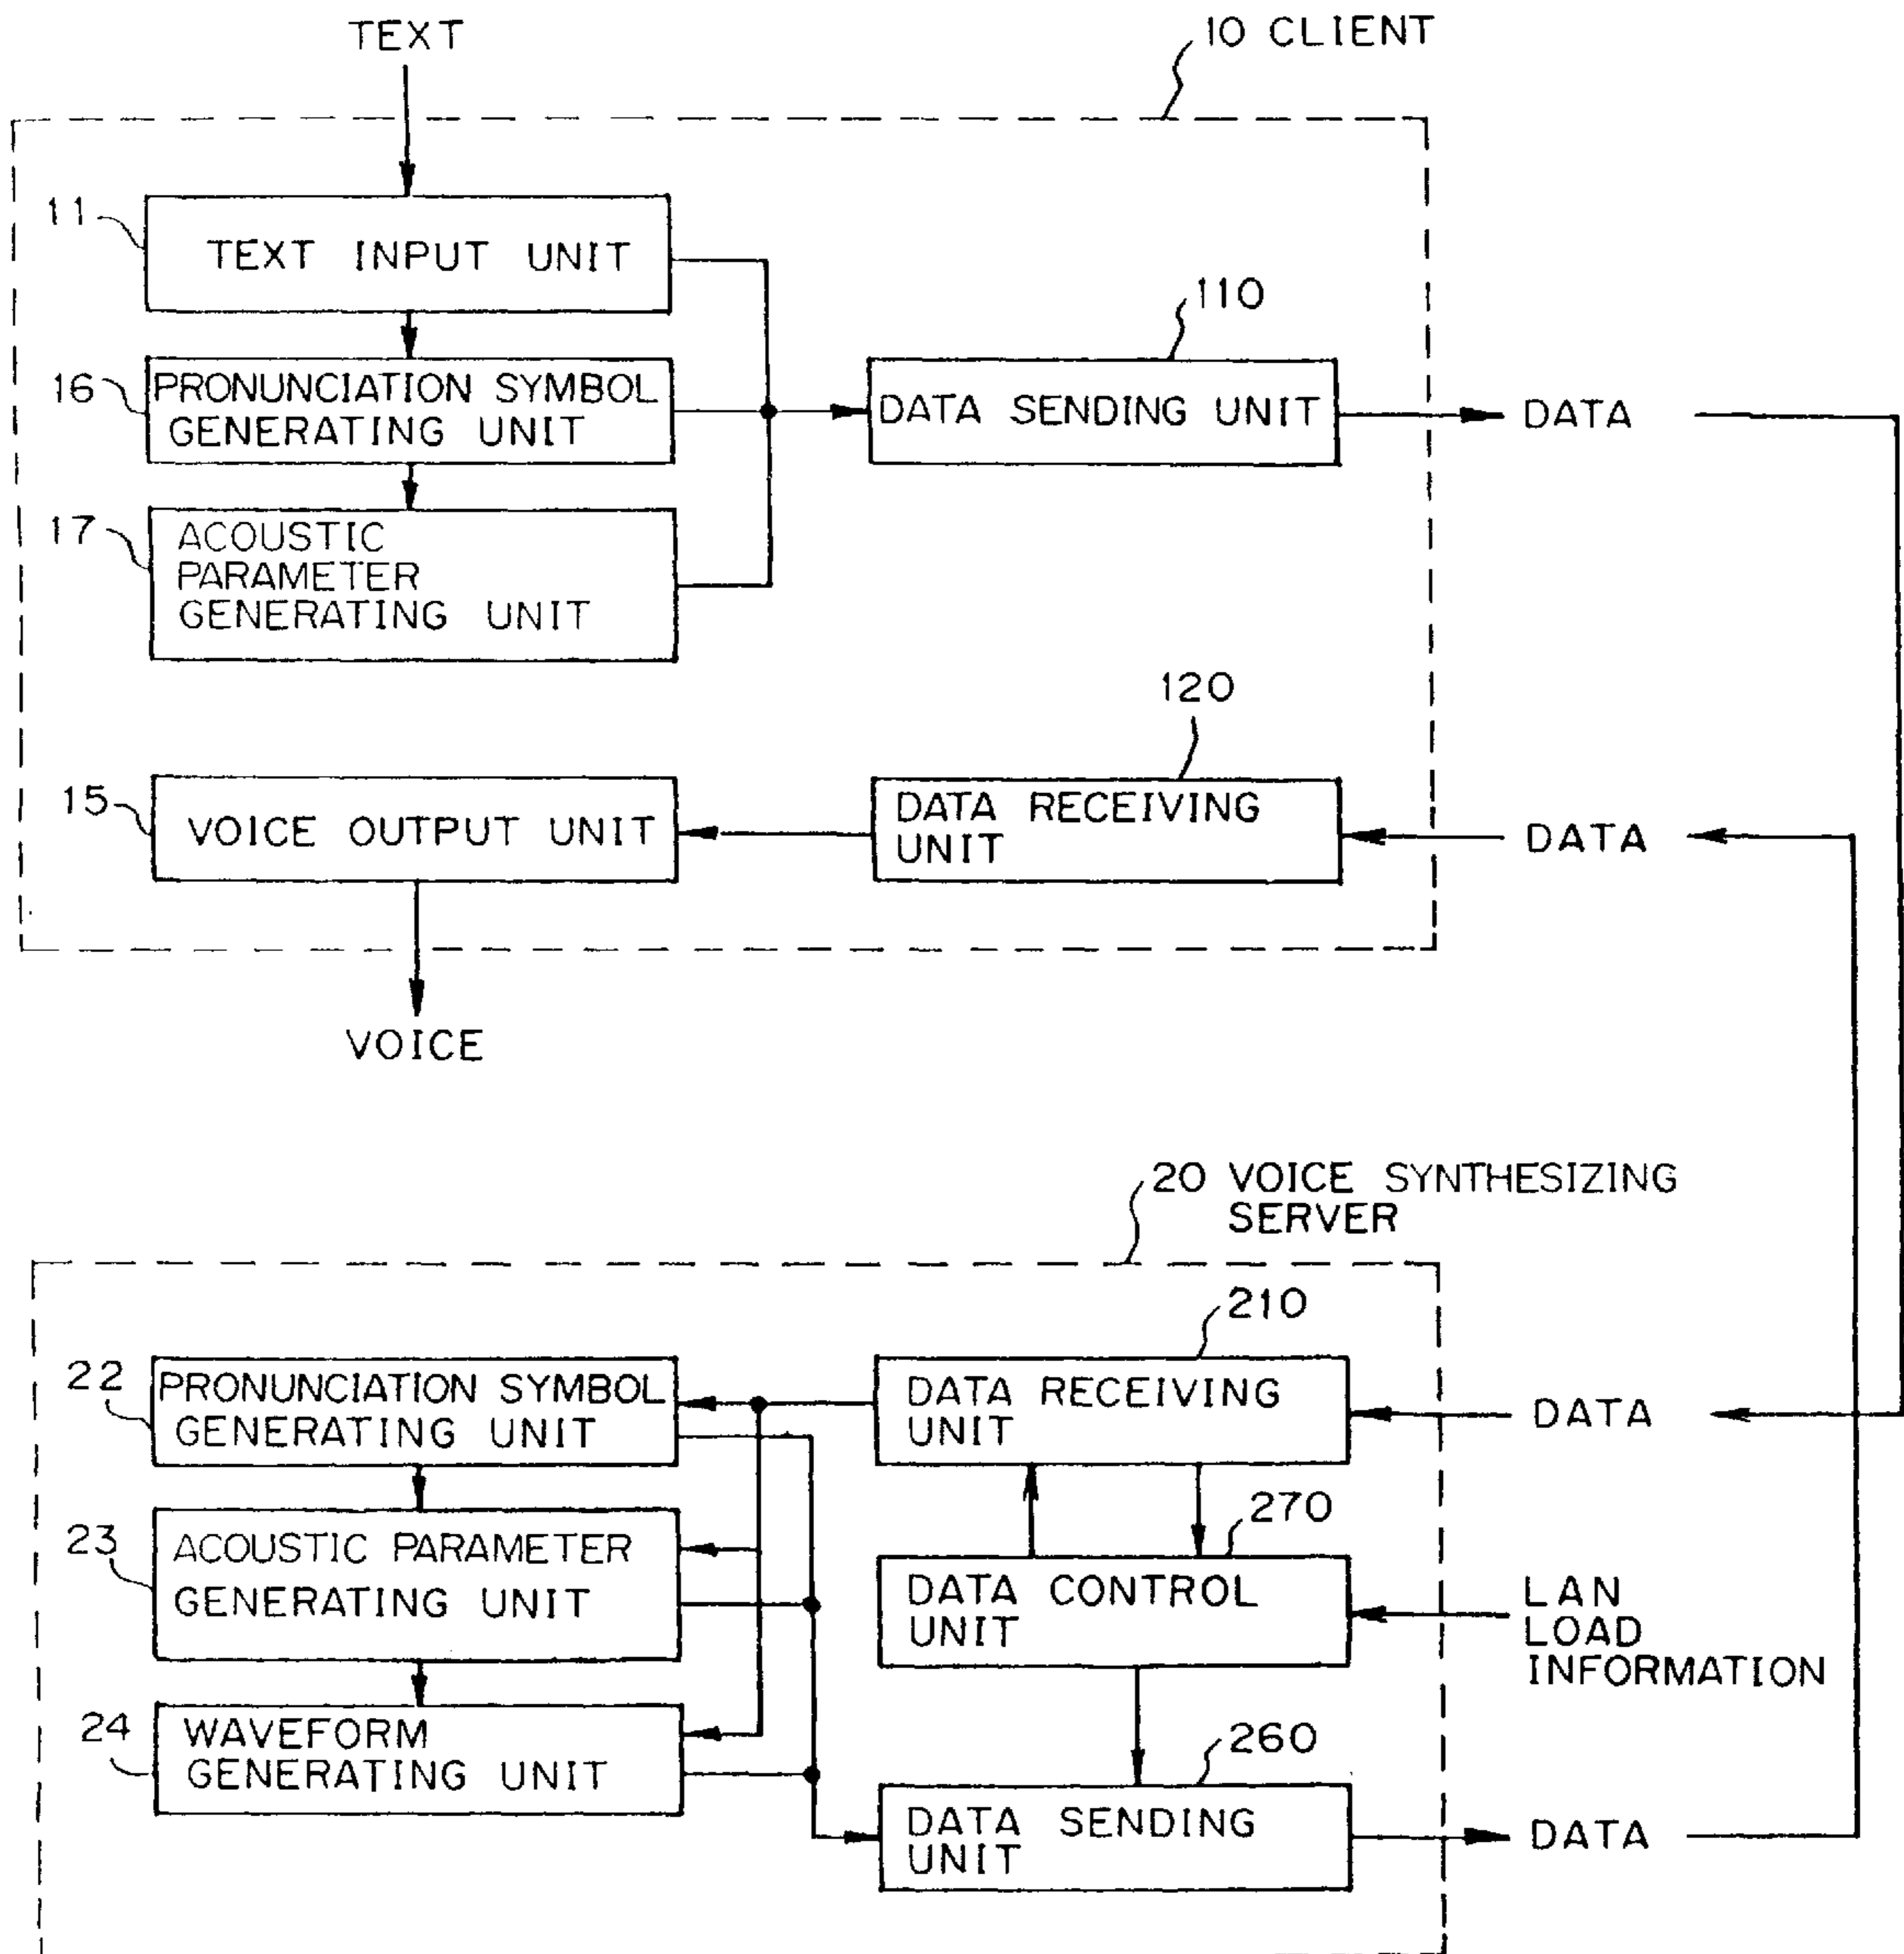 TEXT
10 CLIENT
11
TEXT INPUT UNIT
110
16
PRONUNCIATION SYMBOL
GENERATING UNIT
DATA SENDING UNIT
DATA
17
ACOUSTIC
PARAMETER
GENERATING UNIT
120
15
VOICE OUTPUT UNIT
DATA RECEIVING
UNIT
DATA
VOICE
20 VOICE SYNTHESIZING
SERVER
210
22
PRONUNCIATION SYMBOL
GENERATING UNIT
DATA RECEIVING
UNIT
DATA
270
23
ACOUSTIC PARAMETER
GENERATING UNIT
DATA CONTROL
UNIT
LAN
LOAD
INFORMATION
24
WAVEFORM
GENERATING UNIT
260
DATA SENDING
UNIT
DATA